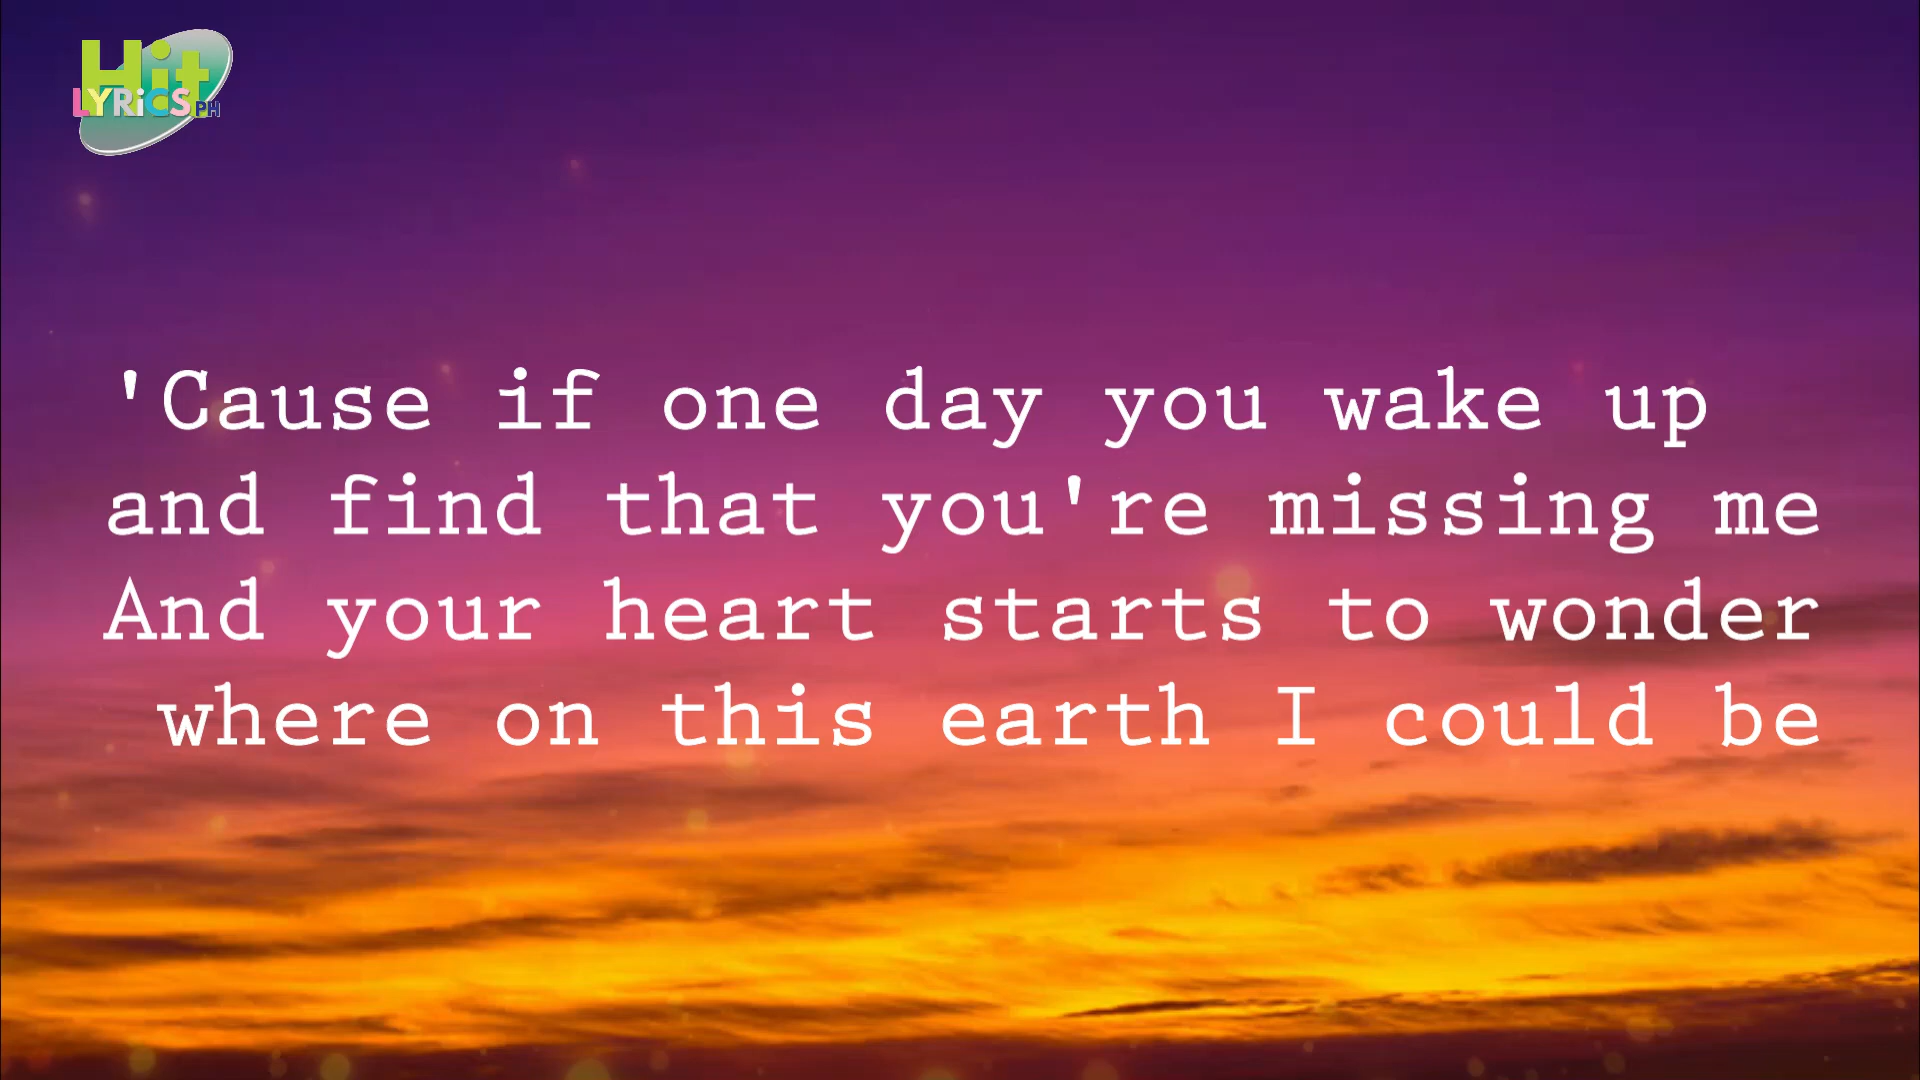 Hit
LYRiCS PH
'Cause if one day you wake up
and find that you're missing me
And your heart starts to wonder
where on this earth I could be